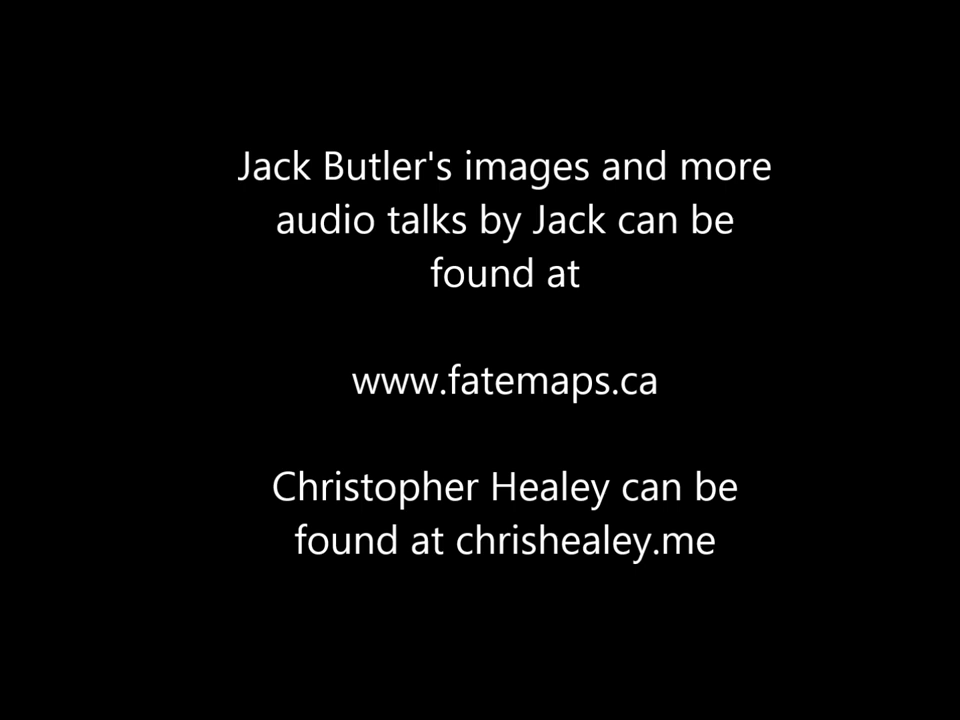 Jack Butler's images and more
audio talks by Jack can be
found at
www.fatemaps.ca
Christopher Healey can be
found at chrishealey.me